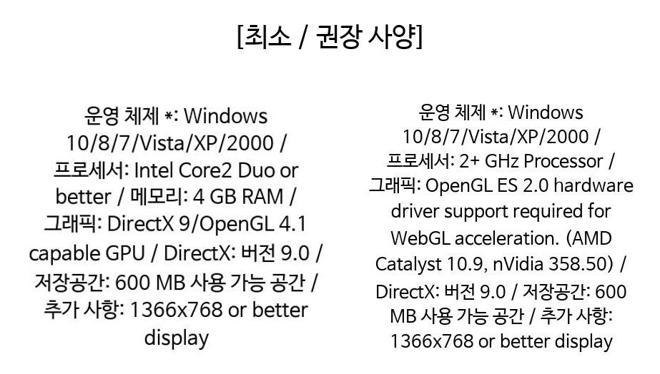 [최소 / 권장 사양]
운영 체제 *: Windows
10/8/7/Vista/XP/2000 /
프로세서: Intel Core2 Duo or
better / 메모리: 4 GB RAM /
그래픽: DirectX 9/OpenGL 4.1
capable GPU / DirectX: 버전 9.0 /
저장공간: 600 MB 사용 가능 공간 /
추가 사항: 1366x768 or better
display
운영 체제 *: Windows
10/8/7/Vista/XP/2000 /
프로세서: 2+ GHz Processor /
그래픽: OpenGL ES 2.0 hardware
driver support required for
WebGL acceleration. (AMD
Catalyst 10.9, nVidia 358.50) /
DirectX: 버전 9.0 / 저장공간: 600
MB 사용 가능 공간 / 추가 사항:
1366x768 or better display